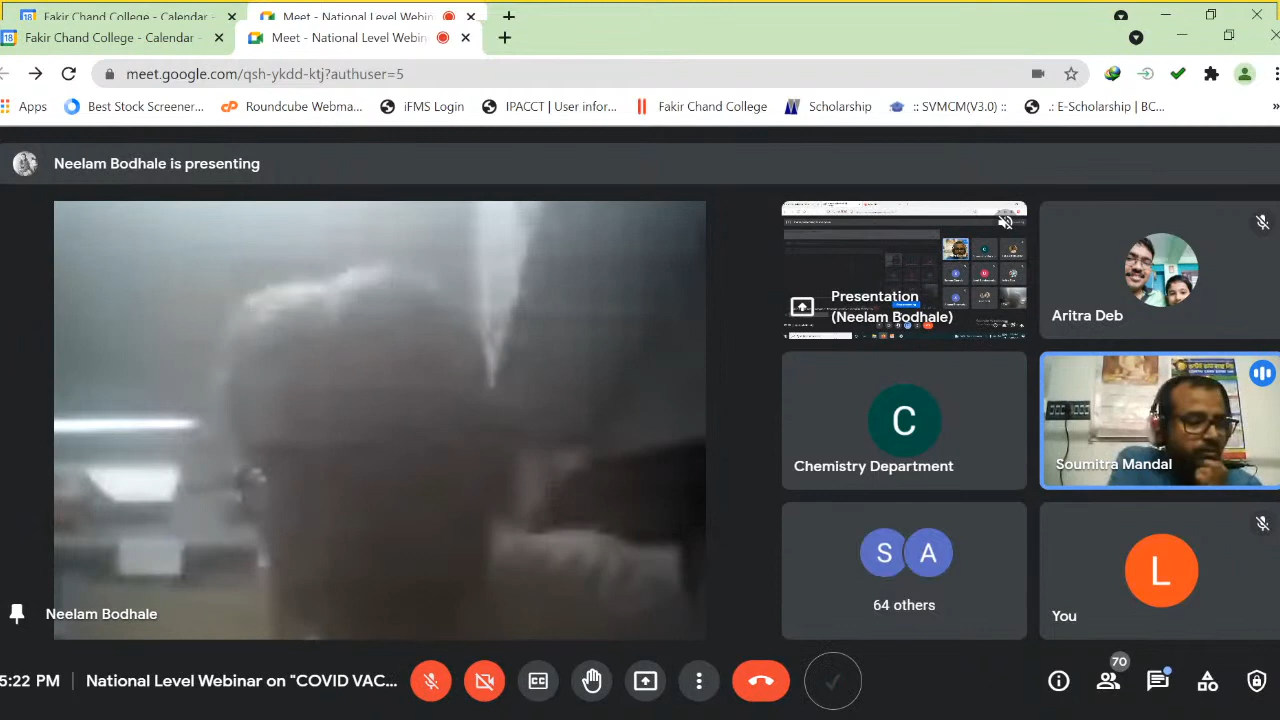 Fakir Chand College - Calendar
Meet - National Level Webinar
18
Fakir Chand College - Calendar -
Meet - National Level Webin
meet.google.com/qsh-ykdd-ktj?authuser=5
Apps
Best Stock Screener...
Roundcube Webma...
iFMS Login
IPACCT | User infor...
Fakir Chand College
Scholarship
:: SVMCM(V3.0) ::
.: E-Scholarship | BC...
»
Neelam Bodhale is presenting
Presentation
(Neelam Bodhale)
Aritra Deb
C
Chemistry Department
Soumitra Mandal
S A
64 others
L
You
Neelam Bodhale
5:22 PM
National Level Webinar on "COVID VAC...
CC
70